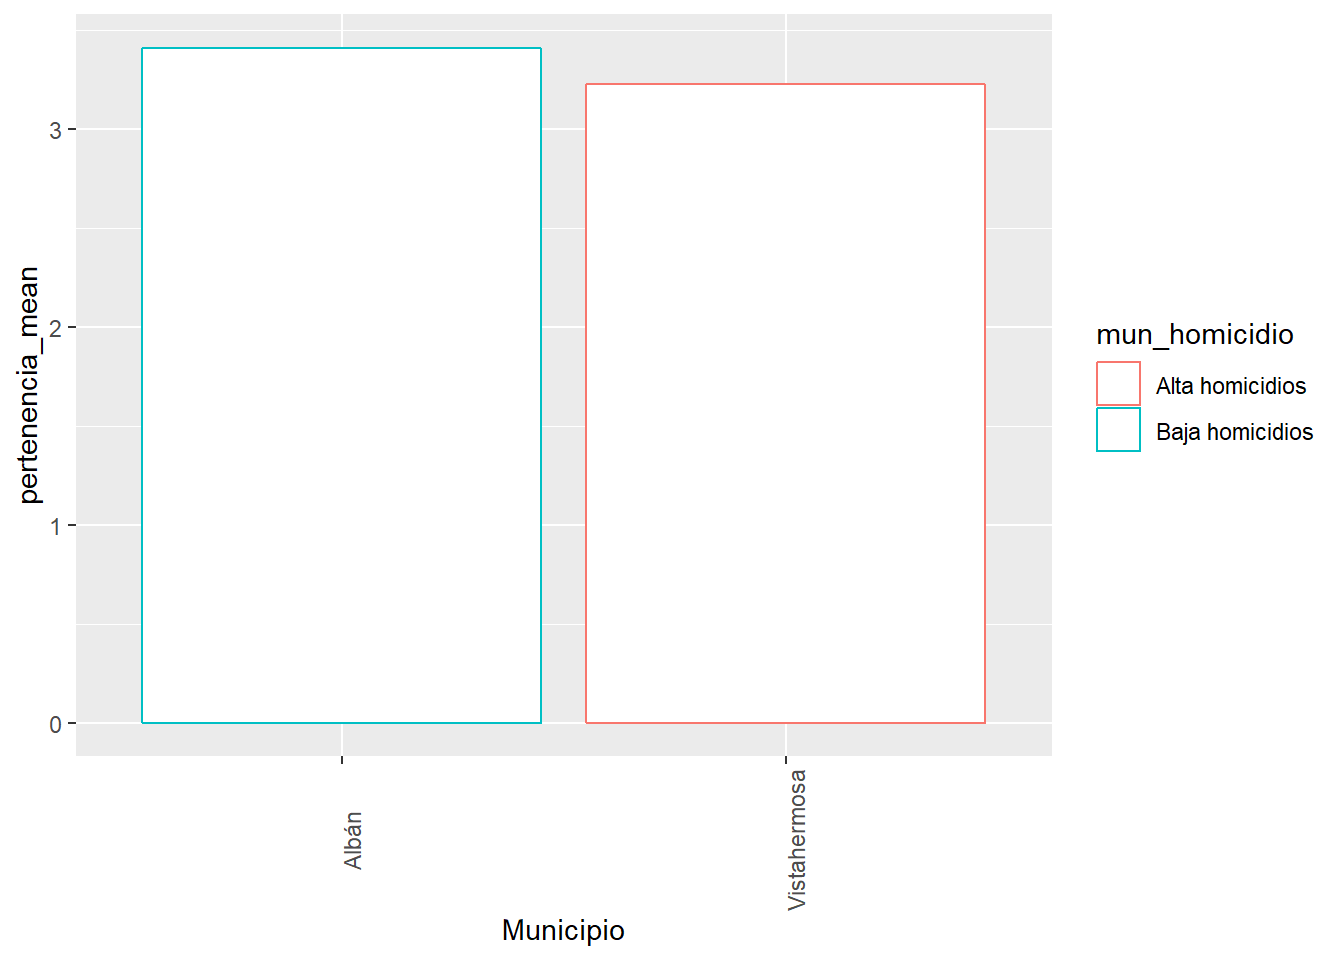 pertenencia_mean
3
2
1
0
Albán
Vistahermosa
Municipio
mun_homicidio
Alta homicidios
Baja homicidios